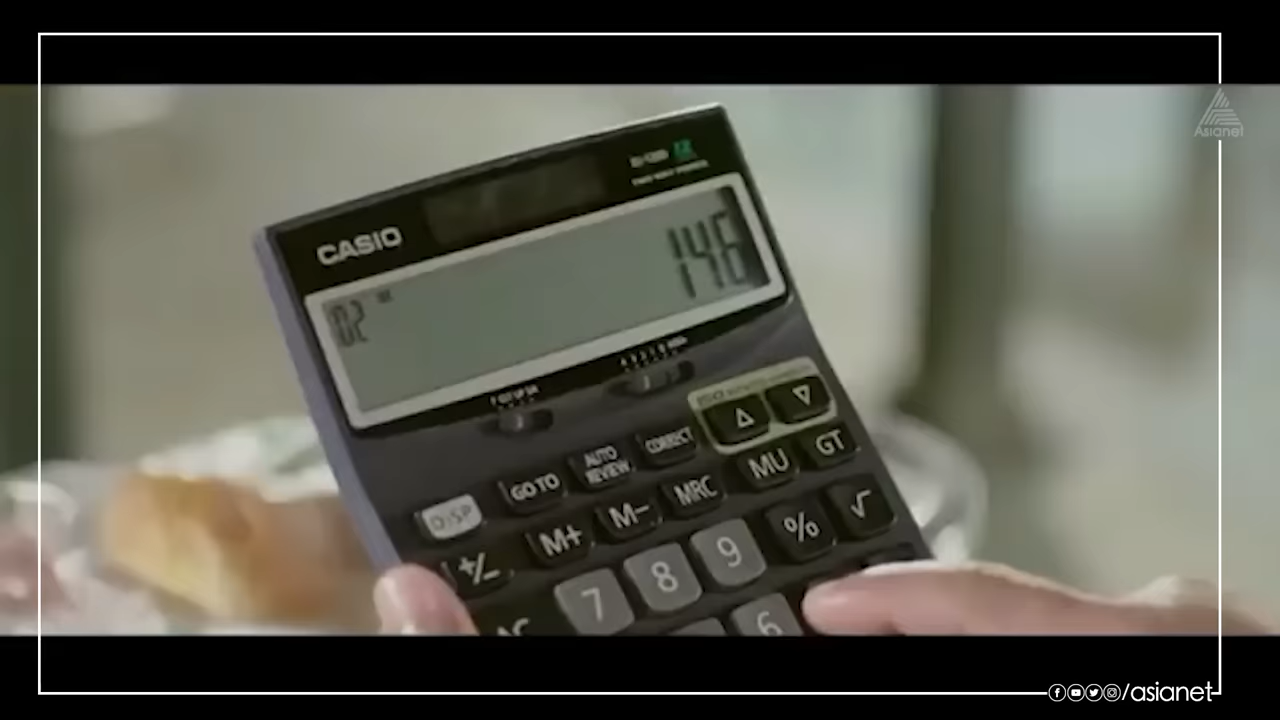 Asianet
CASIO
146
02
DISP
GO TO
AUTO
REVIEW
CORRECT
△
▽
+/−
M+
M−
MRC
MU
GT
7
8
9
%
√
6
/asianet